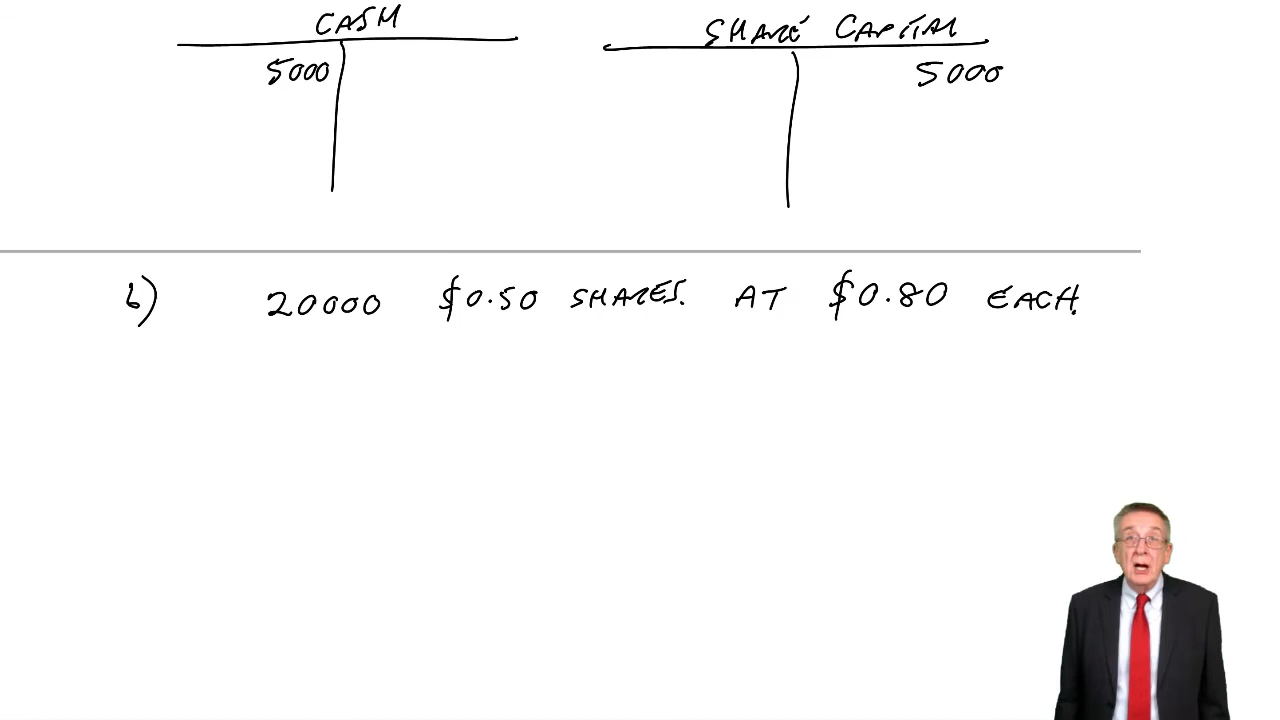 CASH SHARE CAPITAL
5000 5000
b) 20000 $0.50 SHARES. AT $0.80 EACH.